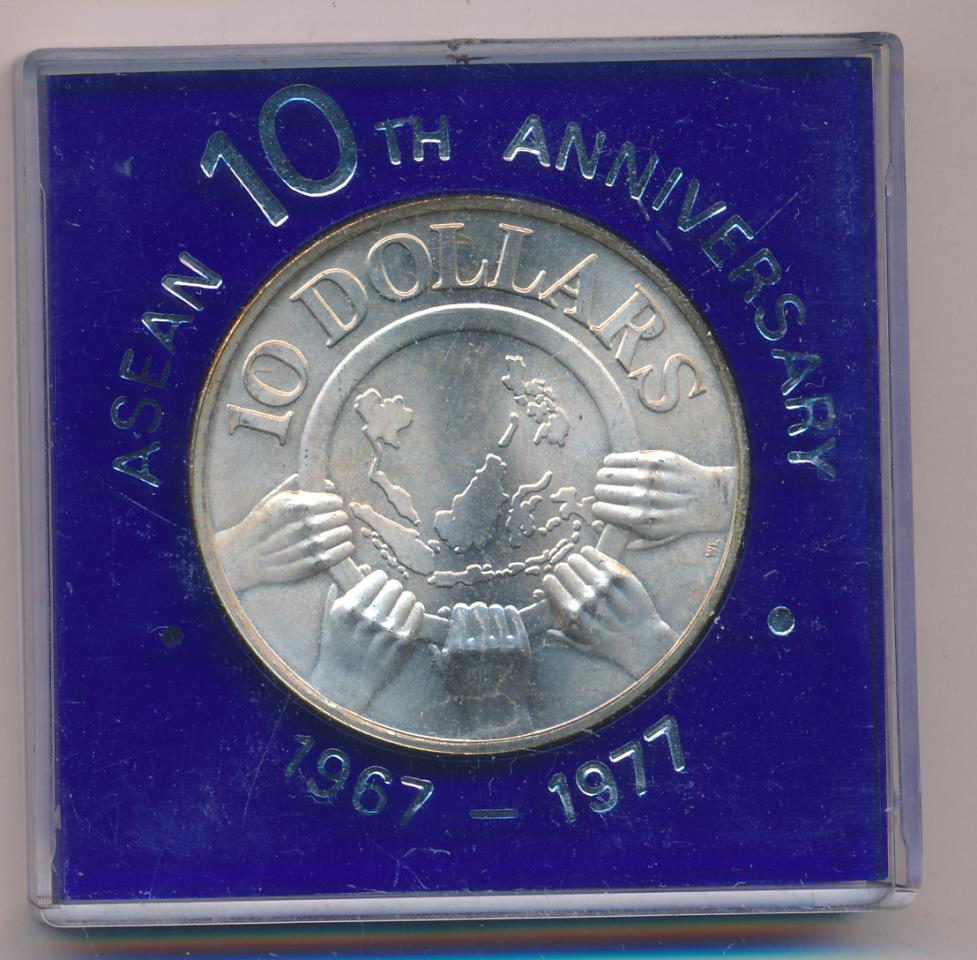 ASEAN 10TH ANNIVERSARY
10 DOLLARS
1967 – 1977